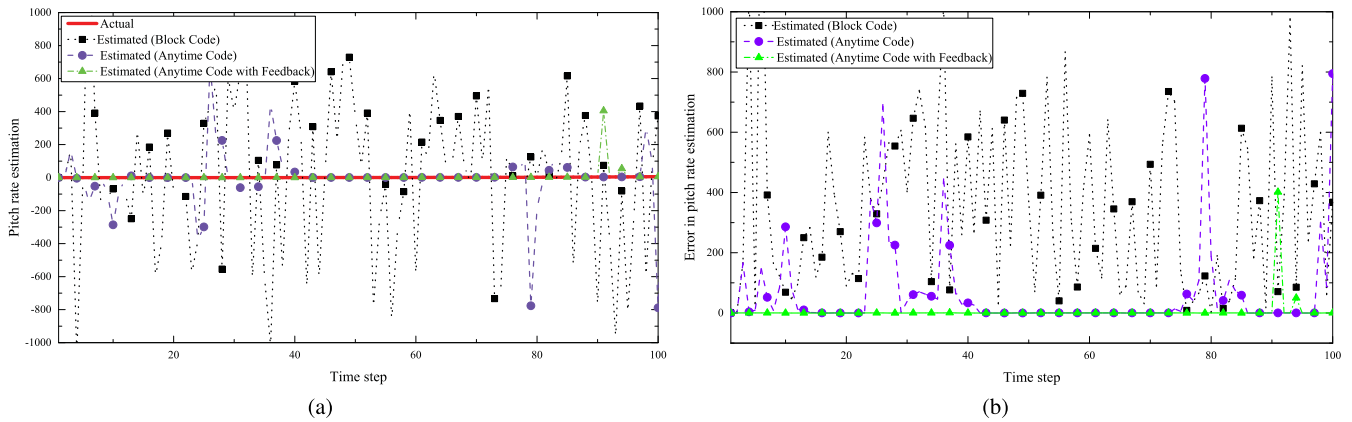 Actual
Estimated (Block Code)
Estimated (Anytime Code)
Estimated (Anytime Code with Feedback)
1000
800
600
400
200
0
-200
-400
-600
-800
-1000
20
40
60
80
100
Pitch rate estimation
Time step
(a)
Estimated (Block Code)
Estimated (Anytime Code)
Estimated (Anytime Code with Feedback)
1000
800
600
400
200
0
20
40
60
80
100
Error in pitch rate estimation
Time step
(b)